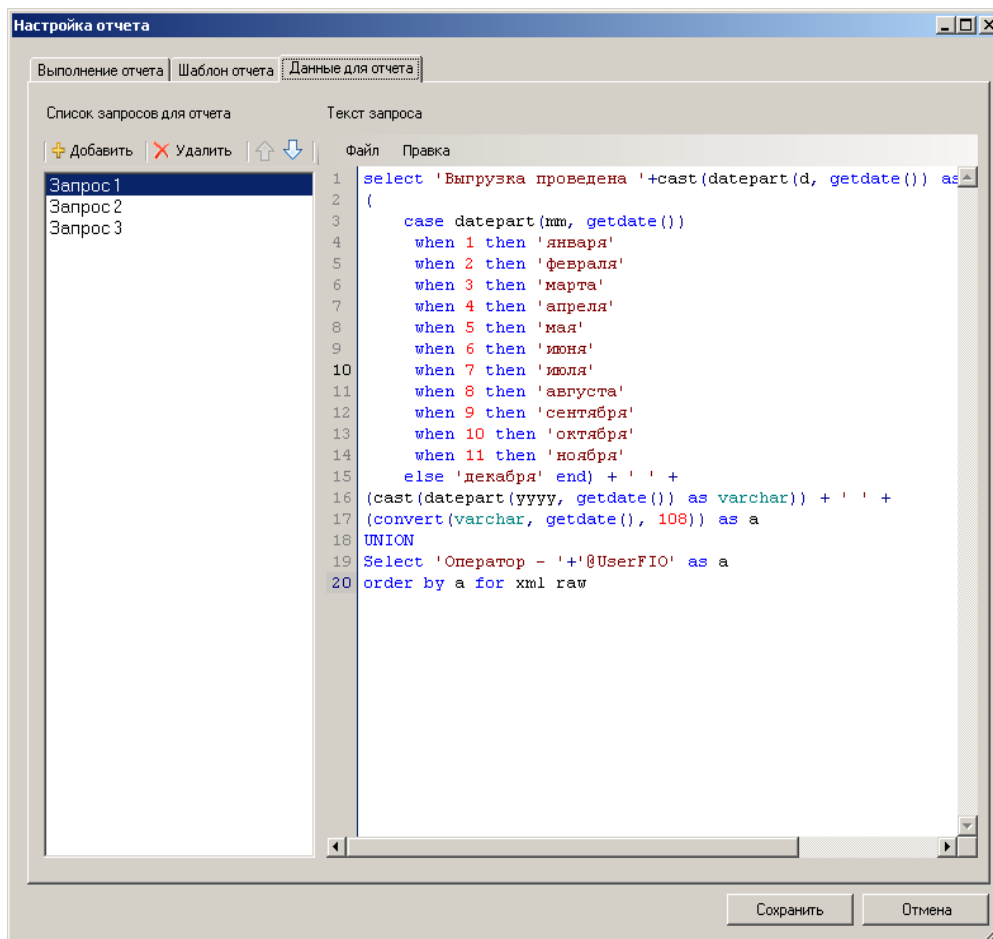 Настройка отчета
Выполнение отчета Шаблон отчета Данные для отчета
Список запросов для отчета
Добавить Удалить
Запрос 1
Запрос 2
Запрос 3
Текст запроса
Файл Правка
1 select 'Выгрузка проведена '+cast(datepart(d, getdate()) as
2 (
3 case datepart(mm, getdate())
4 when 1 then 'января'
5 when 2 then 'февраля'
6 when 3 then 'марта'
7 when 4 then 'апреля'
8 when 5 then 'мая'
9 when 6 then 'июня'
10 when 7 then 'июля'
11 when 8 then 'августа'
12 when 9 then 'сентября'
13 when 10 then 'октября'
14 when 11 then 'ноября'
15 else 'декабря' end) + ' ' +
16 (cast(datepart(yyyy, getdate()) as varchar)) + ' ' +
17 (convert(varchar, getdate(), 108)) as a
18 UNION
19 Select 'Оператор - '+'@UserFIO' as a
20 order by a for xml raw
Сохранить Отмена